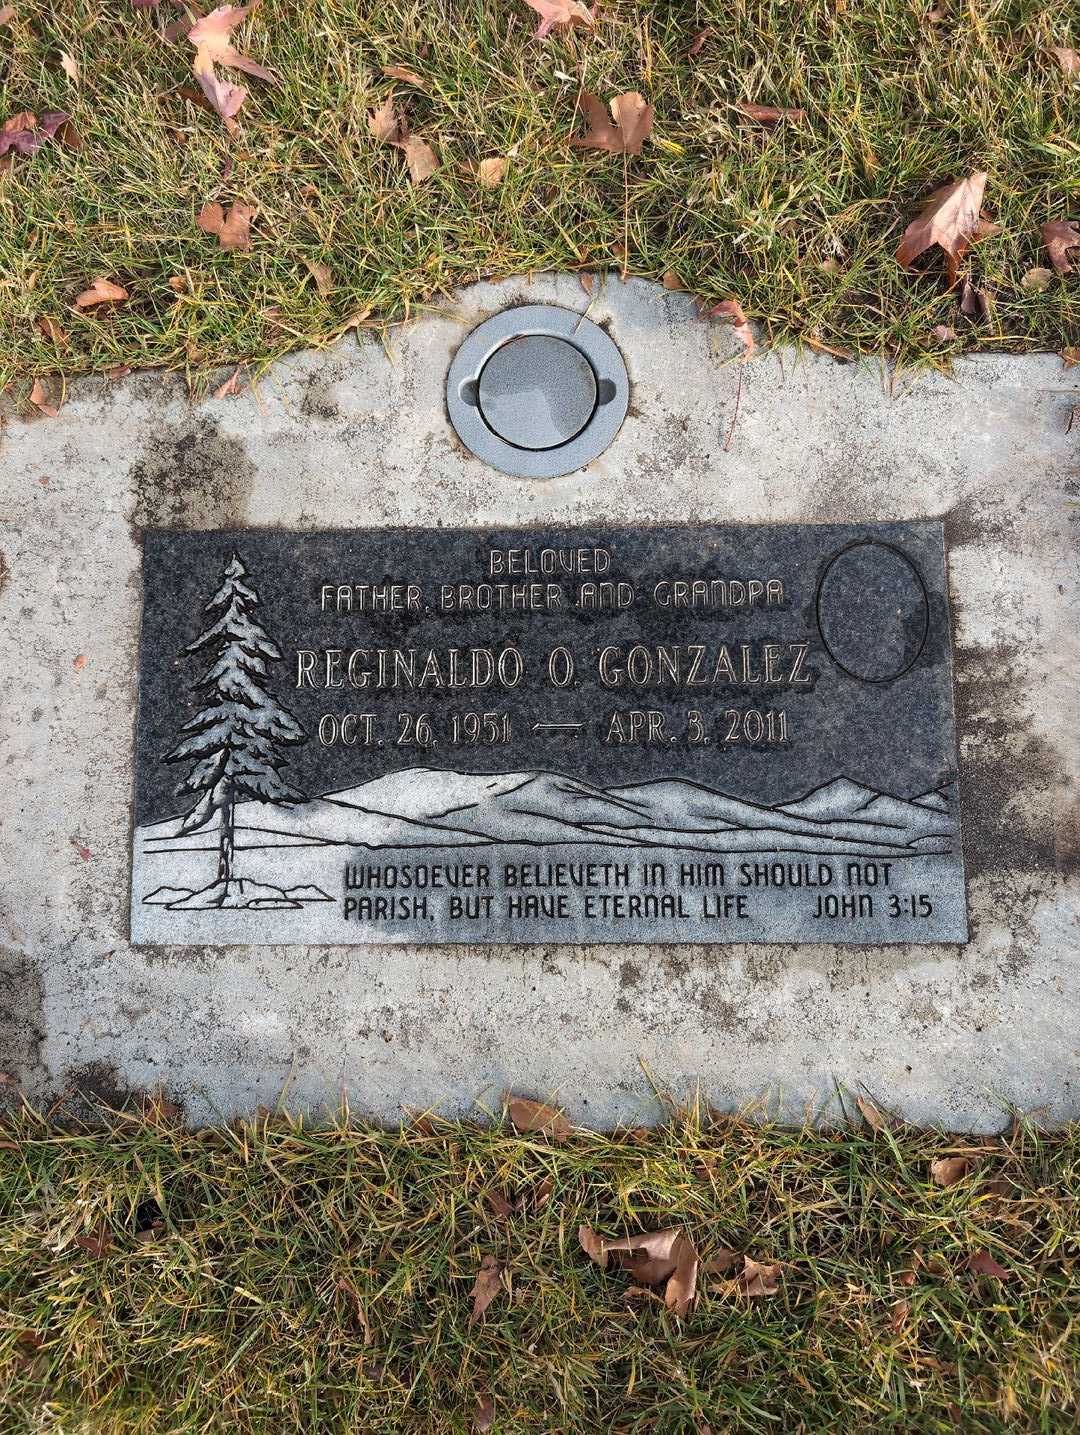 BELOVED
FATHER, BROTHER AND GRANDPA
REGINALDO O. GONZALEZ
OCT. 26, 1951 — APR. 3, 2011
WHOSOEVER BELIEVETH IN HIM SHOULD NOT
PARISH, BUT HAVE ETERNAL LIFE JOHN 3:15